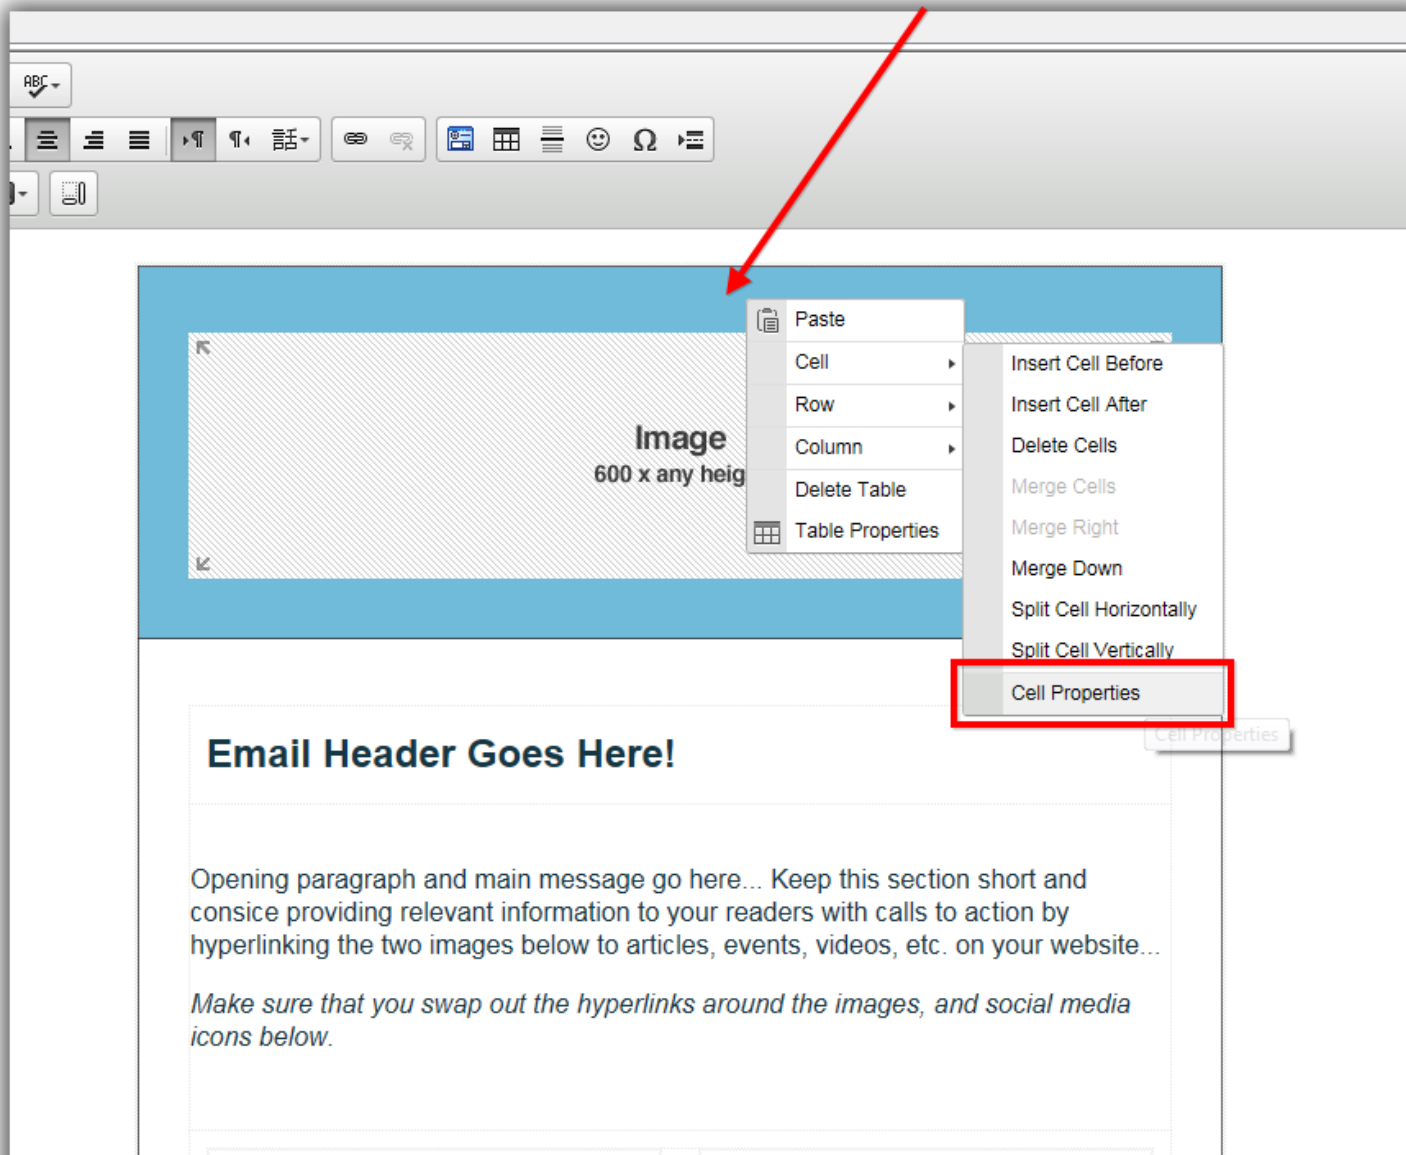 ABC
話
Ω
Paste
Cell
Row
Column
Delete Table
Table Properties
Insert Cell Before
Insert Cell After
Delete Cells
Merge Cells
Merge Right
Merge Down
Split Cell Horizontally
Split Cell Vertically
Cell Properties
Cell Properties
Image
600 x any heig
Email Header Goes Here!
Opening paragraph and main message go here... Keep this section short and
consice providing relevant information to your readers with calls to action by
hyperlinking the two images below to articles, events, videos, etc. on your website...
Make sure that you swap out the hyperlinks around the images, and social media
icons below.